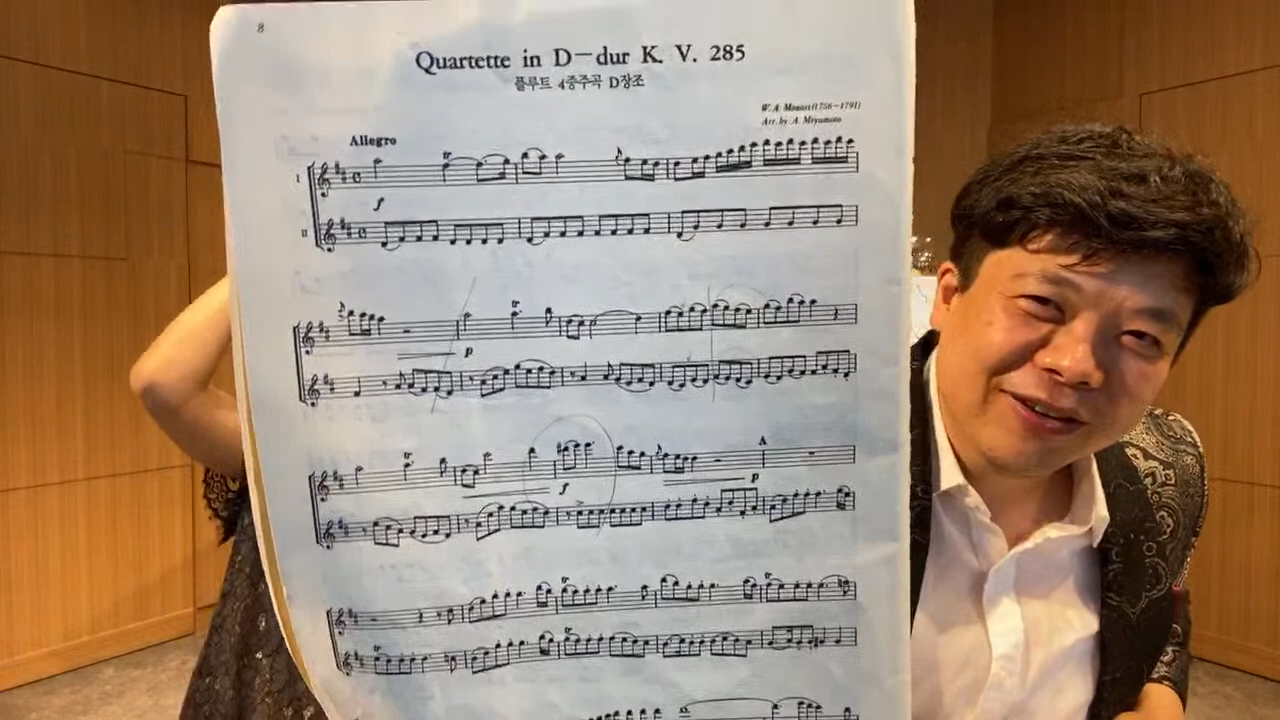 8
Quartette in D-dur K. V. 285
플루트 4중주곡 D장조
W. A. Mozart(1756-1791)
Arr. by A. Miyamoto
Allegro
I
f
II
p
A
f
p